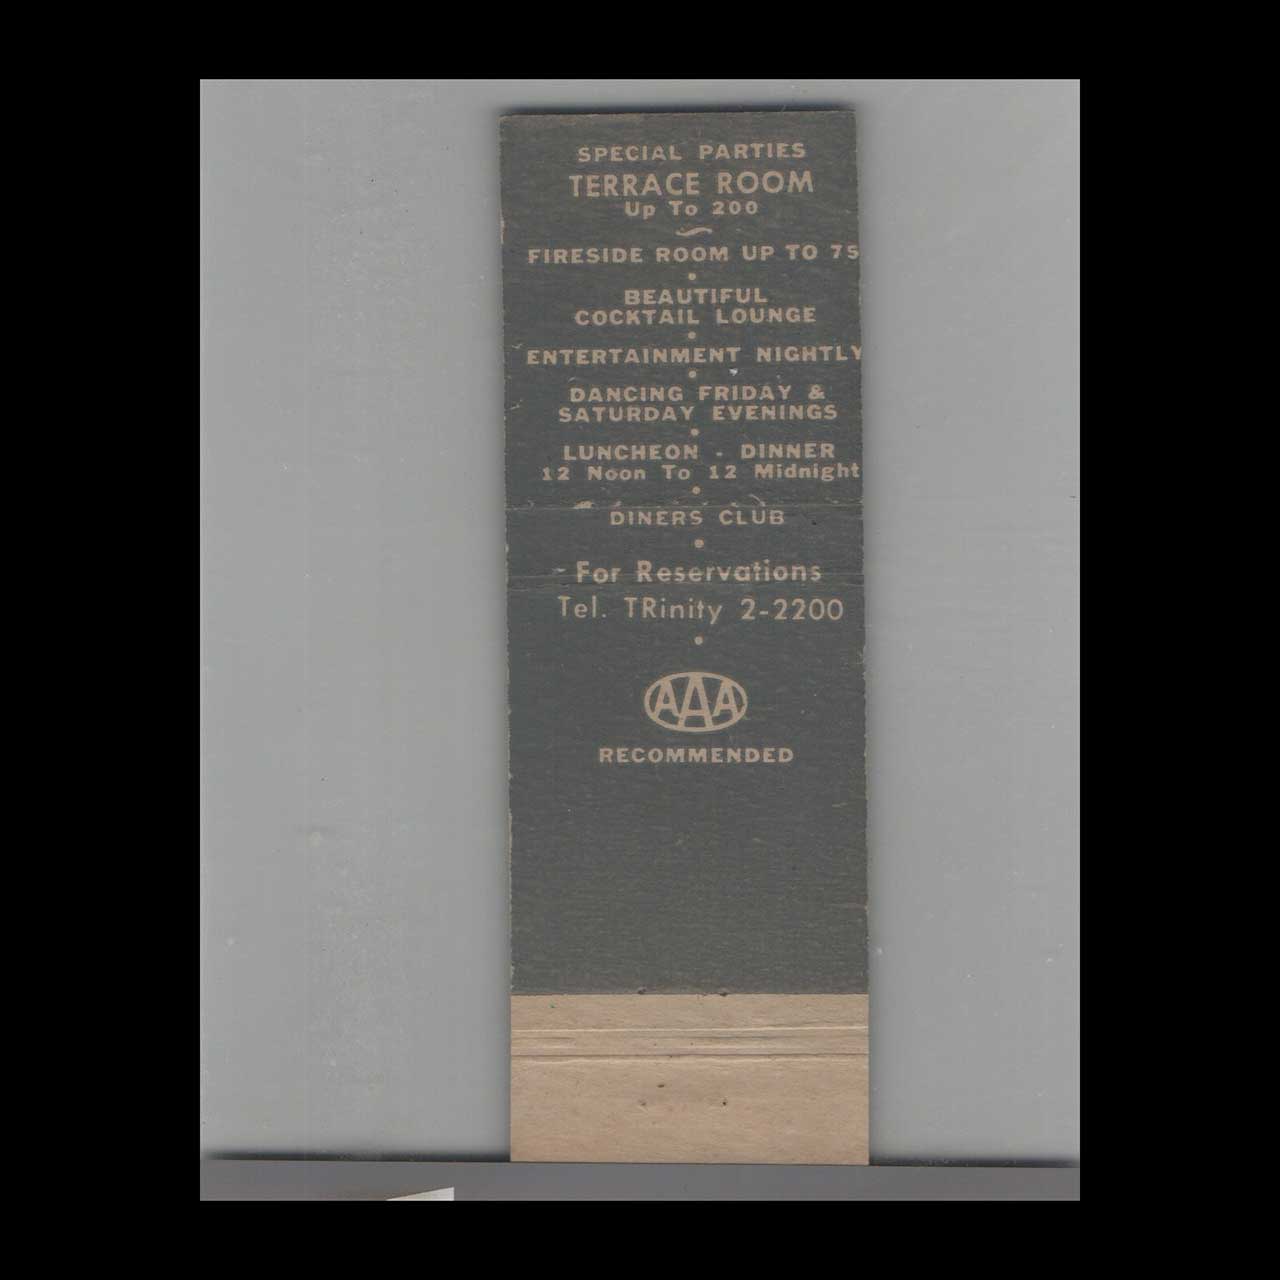 SPECIAL PARTIES
TERRACE ROOM
Up To 200
FIRESIDE ROOM UP TO 75
BEAUTIFUL
COCKTAIL LOUNGE
ENTERTAINMENT NIGHTLY
DANCING FRIDAY &
SATURDAY EVENINGS
LUNCHEON - DINNER
12 Noon To 12 Midnight
DINERS CLUB
For Reservations
Tel. TRinity 2-2200
AAA
RECOMMENDED